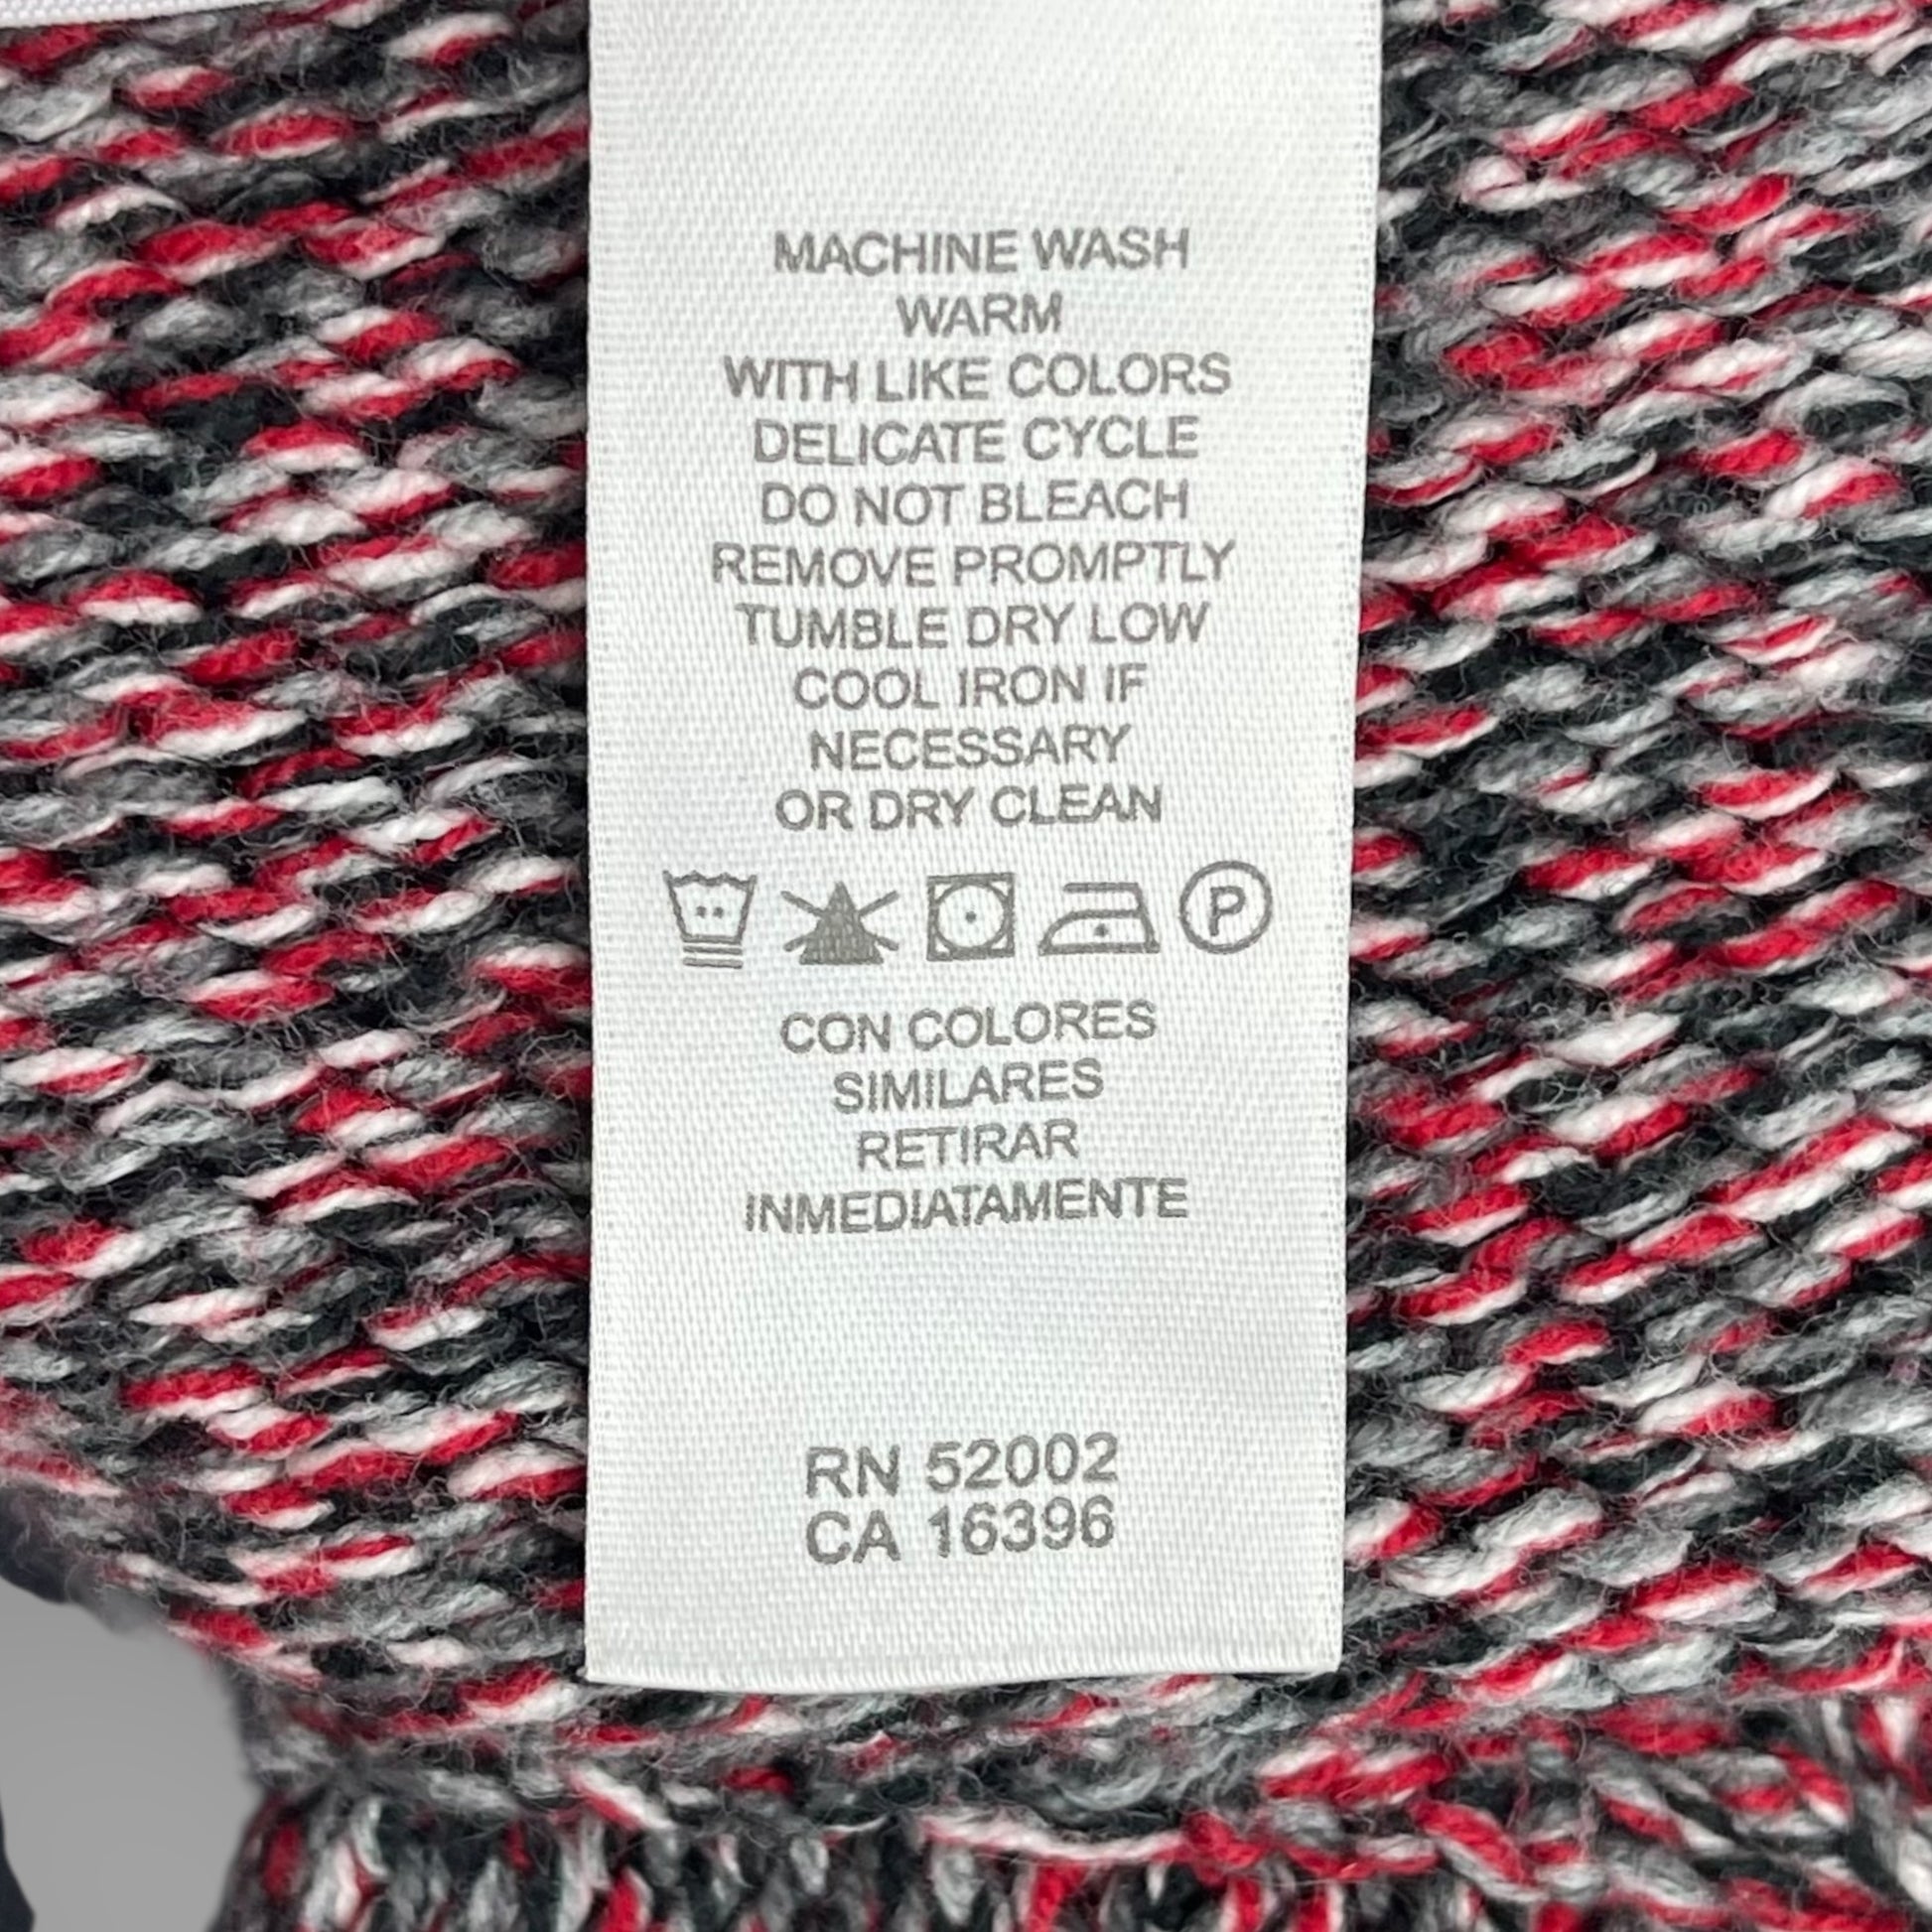 MACHINE WASH
WARM
WITH LIKE COLORS
DELICATE CYCLE
DO NOT BLEACH
REMOVE PROMPTLY
TUMBLE DRY LOW
COOL IRON IF
NECESSARY
OR DRY CLEAN
P
CON COLORES
SIMILARES
RETIRAR
INMEDIATAMENTE
RN 52002
CA 16396